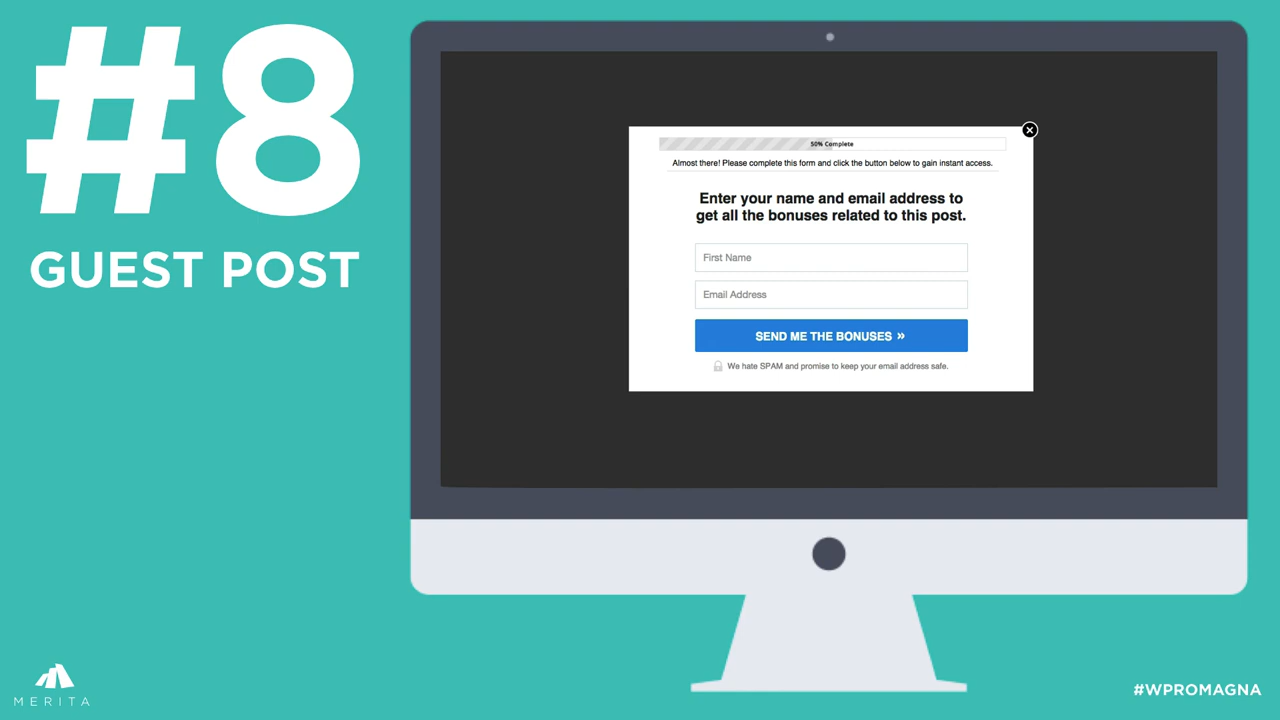 #8
GUEST POST
50% Complete
Almost there! Please complete this form and click the button below to gain instant access.
Enter your name and email address to
get all the bonuses related to this post.
First Name
Email Address
SEND ME THE BONUSES »
We hate SPAM and promise to keep your email address safe.
MERITA
#WPROMAGNA